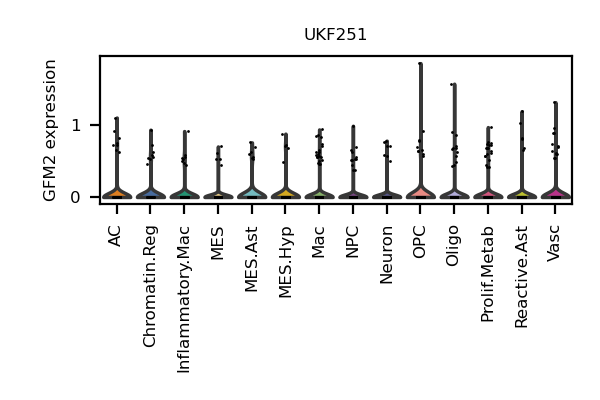 UKF251
GFM2 expression
1
0
AC
Chromatin.Reg
Inflammatory.Mac
MES
MES.Ast
MES.Hyp
Mac
NPC
Neuron
OPC
Oligo
Prolif.Metab
Reactive.Ast
Vasc